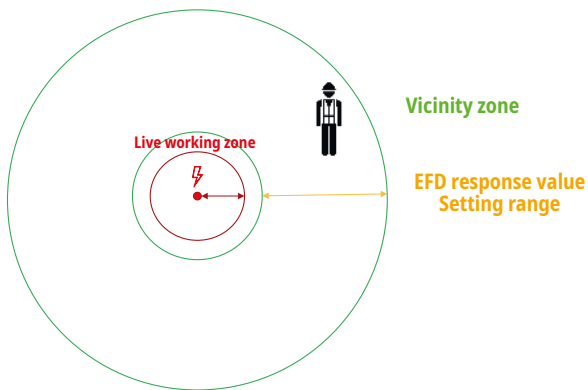 Vicinity zone
Live working zone
EFD response value
Setting range